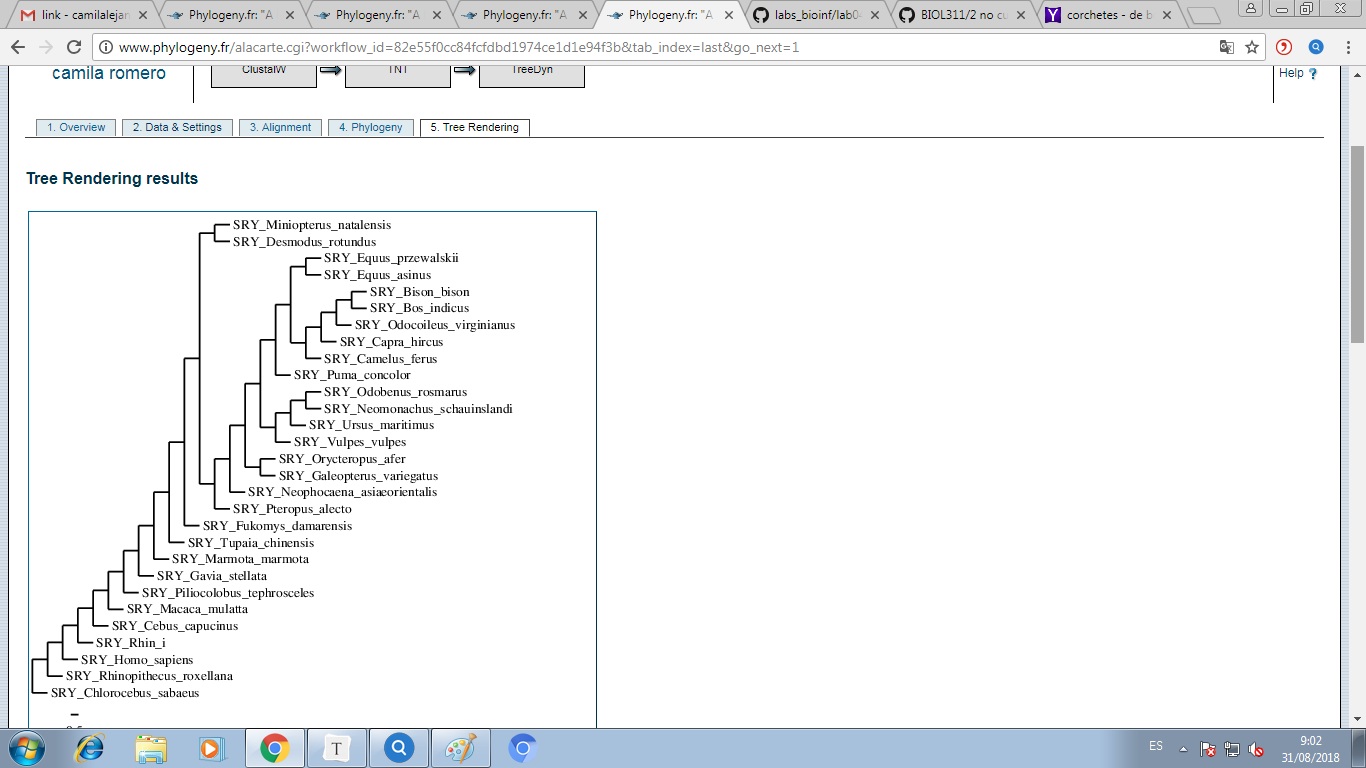 link - camilalejan
Phylogeny.fr: "A
Phylogeny.fr: "A
Phylogeny.fr: "A
Phylogeny.fr: "A
labs_bioinf/lab0
BIOL311/2 no cu
corchetes - de b
www.phylogeny.fr/alacarte.cgi?workflow_id=82e55f0cc84fcfdbd1974ce1d1e94f3b&tab_index=last&go_next=1
camila romero
ClustalW
TNT
TreeDyn
Help ?
1. Overview
2. Data & Settings
3. Alignment
4. Phylogeny
5. Tree Rendering
Tree Rendering results
SRY_Miniopterus_natalensis
SRY_Desmodus_rotundus
SRY_Equus_przewalskii
SRY_Equus_asinus
SRY_Bison_bison
SRY_Bos_indicus
SRY_Odocoileus_virginianus
SRY_Capra_hircus
SRY_Camelus_ferus
SRY_Puma_concolor
SRY_Odobenus_rosmarus
SRY_Neomonachus_schauinslandi
SRY_Ursus_maritimus
SRY_Vulpes_vulpes
SRY_Orycteropus_afer
SRY_Galeopterus_variegatus
SRY_Neophocaena_asiaeorientalis
SRY_Pteropus_alecto
SRY_Fukomys_damarensis
SRY_Tupaia_chinensis
SRY_Marmota_marmota
SRY_Gavia_stellata
SRY_Piliocolobus_tephrosceles
SRY_Macaca_mulatta
SRY_Cebus_capucinus
SRY_Rhin_i
SRY_Homo_sapiens
SRY_Rhinopithecus_roxellana
SRY_Chlorocebus_sabaeus
T
ES
9:02
31/08/2018